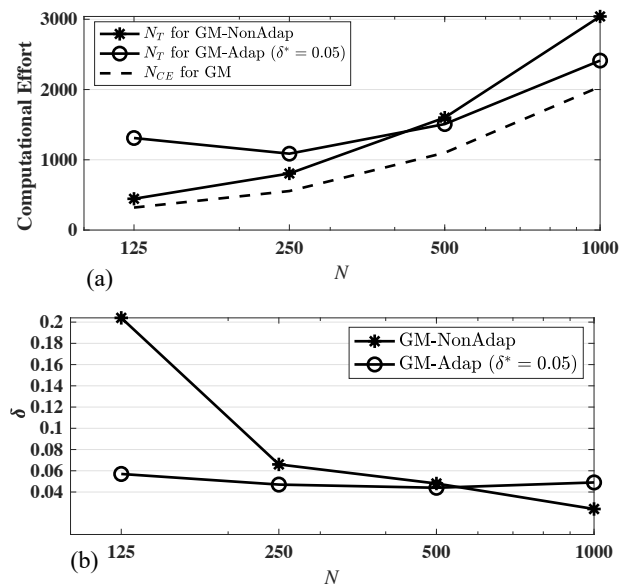 3000
2000
1000
0
Computational Effort
N_T for GM-NonAdap
N_T for GM-Adap (δ* = 0.05)
N_CE for GM
125
250
500
1000
N
(a)
0.2
0.18
0.16
0.14
0.12
0.1
0.08
0.06
0.04
δ
GM-NonAdap
GM-Adap (δ* = 0.05)
125
250
500
1000
N
(b)